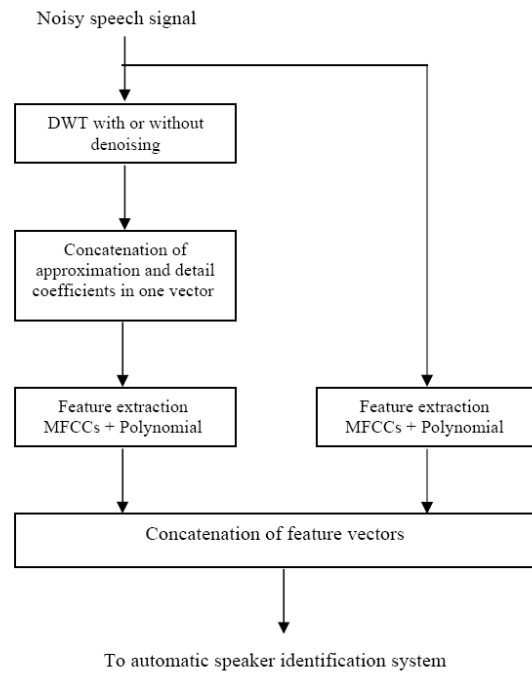 Noisy speech signal
DWT with or without
denoising
Concatenation of
approximation and detail
coefficients in one vector
Feature extraction
MFCCs + Polynomial
Feature extraction
MFCCs + Polynomial
Concatenation of feature vectors
To automatic speaker identification system